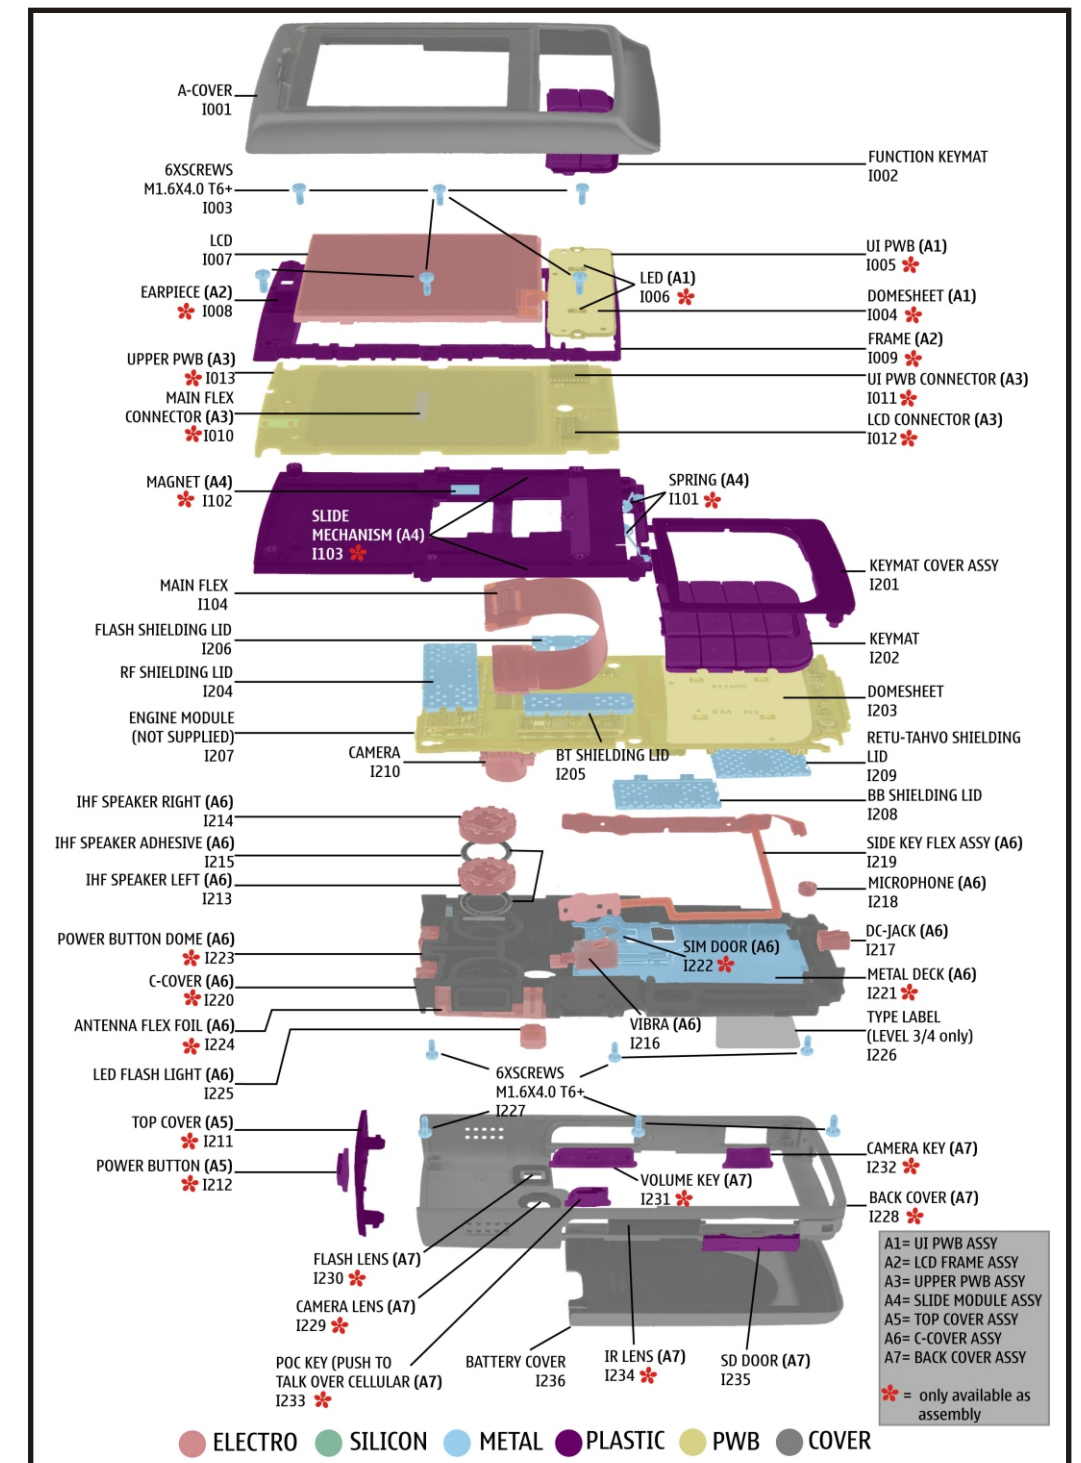 A-COVER
I001
FUNCTION KEYMAT
I002
6XSCREWS
M1.6X4.0 T6+
I003
LCD
I007
UI PWB (A1)
I005
LED (A1)
I006
EARPIECE (A2)
I008
DOMESHEET (A1)
I004
FRAME (A2)
I009
UPPER PWB (A3)
I013
UI PWB CONNECTOR (A3)
I011
MAIN FLEX
CONNECTOR (A3)
I010
LCD CONNECTOR (A3)
I012
MAGNET (A4)
I102
SPRING (A4)
I101
SLIDE
MECHANISM (A4)
I103
KEYMAT COVER ASSY
I201
MAIN FLEX
I104
FLASH SHIELDING LID
I206
KEYMAT
I202
RF SHIELDING LID
I204
DOMESHEET
I203
ENGINE MODULE
(NOT SUPPLIED)
I207
RETU-TAHVO SHIELDING
LID
I209
CAMERA
I210
BT SHIELDING LID
I205
BB SHIELDING LID
I208
IHF SPEAKER RIGHT (A6)
I214
IHF SPEAKER ADHESIVE (A6)
I215
SIDE KEY FLEX ASSY (A6)
I219
IHF SPEAKER LEFT (A6)
I213
MICROPHONE (A6)
I218
POWER BUTTON DOME (A6)
I223
DC-JACK (A6)
I217
SIM DOOR (A6)
I222
C-COVER (A6)
I220
METAL DECK (A6)
I221
ANTENNA FLEX FOIL (A6)
I224
VIBRA (A6)
I216
TYPE LABEL
(LEVEL 3/4 only)
I226
LED FLASH LIGHT (A6)
I225
6XSCREWS
M1.6X4.0 T6+
I227
TOP COVER (A5)
I211
POWER BUTTON (A5)
I212
CAMERA KEY (A7)
I232
VOLUME KEY (A7)
I231
BACK COVER (A7)
I228
FLASH LENS (A7)
I230
CAMERA LENS (A7)
I229
POC KEY (PUSH TO
TALK OVER CELLULAR (A7)
I233
BATTERY COVER
I236
IR LENS (A7)
I234
SD DOOR (A7)
I235
A1= UI PWB ASSY
A2= LCD FRAME ASSY
A3= UPPER PWB ASSY
A4= SLIDE MODULE ASSY
A5= TOP COVER ASSY
A6= C-COVER ASSY
A7= BACK COVER ASSY
= only available as
assembly
ELECTRO SILICON METAL PLASTIC PWB COVER